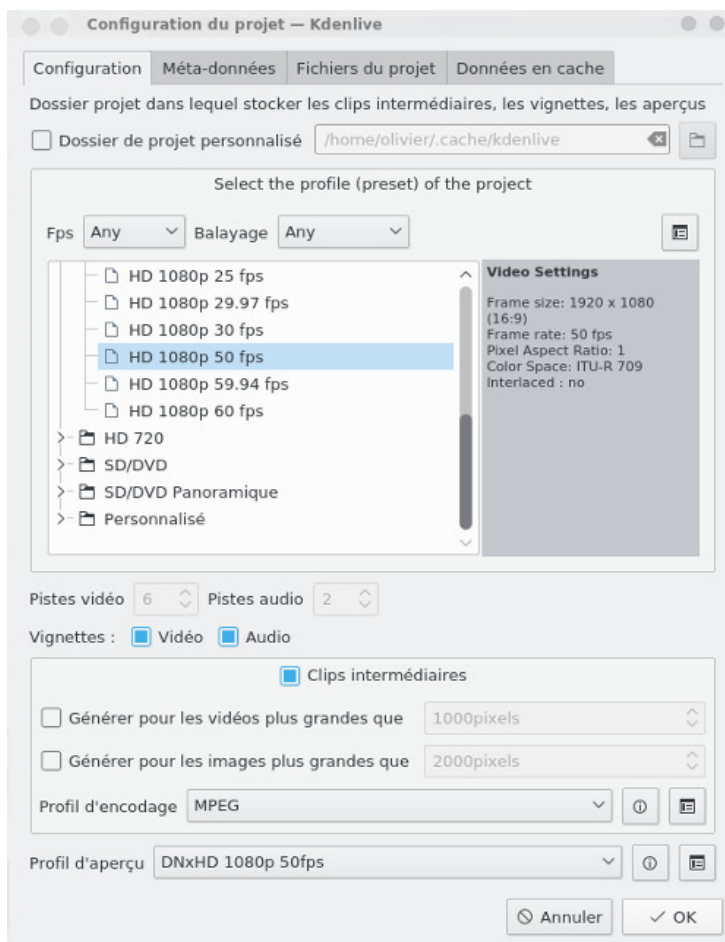 Configuration du projet — Kdenlive
Configuration Méta-données Fichiers du projet Données en cache
Dossier projet dans lequel stocker les clips intermédiaires, les vignettes, les aperçus
Dossier de projet personnalisé /home/olivier/.cache/kdenlive
Select the profile (preset) of the project
Fps Any Balayage Any
HD 1080p 25 fps
HD 1080p 29.97 fps
HD 1080p 30 fps
HD 1080p 50 fps
HD 1080p 59.94 fps
HD 1080p 60 fps
HD 720
SD/DVD
SD/DVD Panoramique
Personnalisé
Video Settings
Frame size: 1920 x 1080
(16:9)
Frame rate: 50 fps
Pixel Aspect Ratio: 1
Color Space: ITU-R 709
Interlaced : no
Pistes vidéo 6 Pistes audio 2
Vignettes : Vidéo Audio
Clips intermédiaires
Générer pour les vidéos plus grandes que 1000pixels
Générer pour les images plus grandes que 2000pixels
Profil d'encodage MPEG
Profil d'aperçu DNxHD 1080p 50fps
Annuler OK